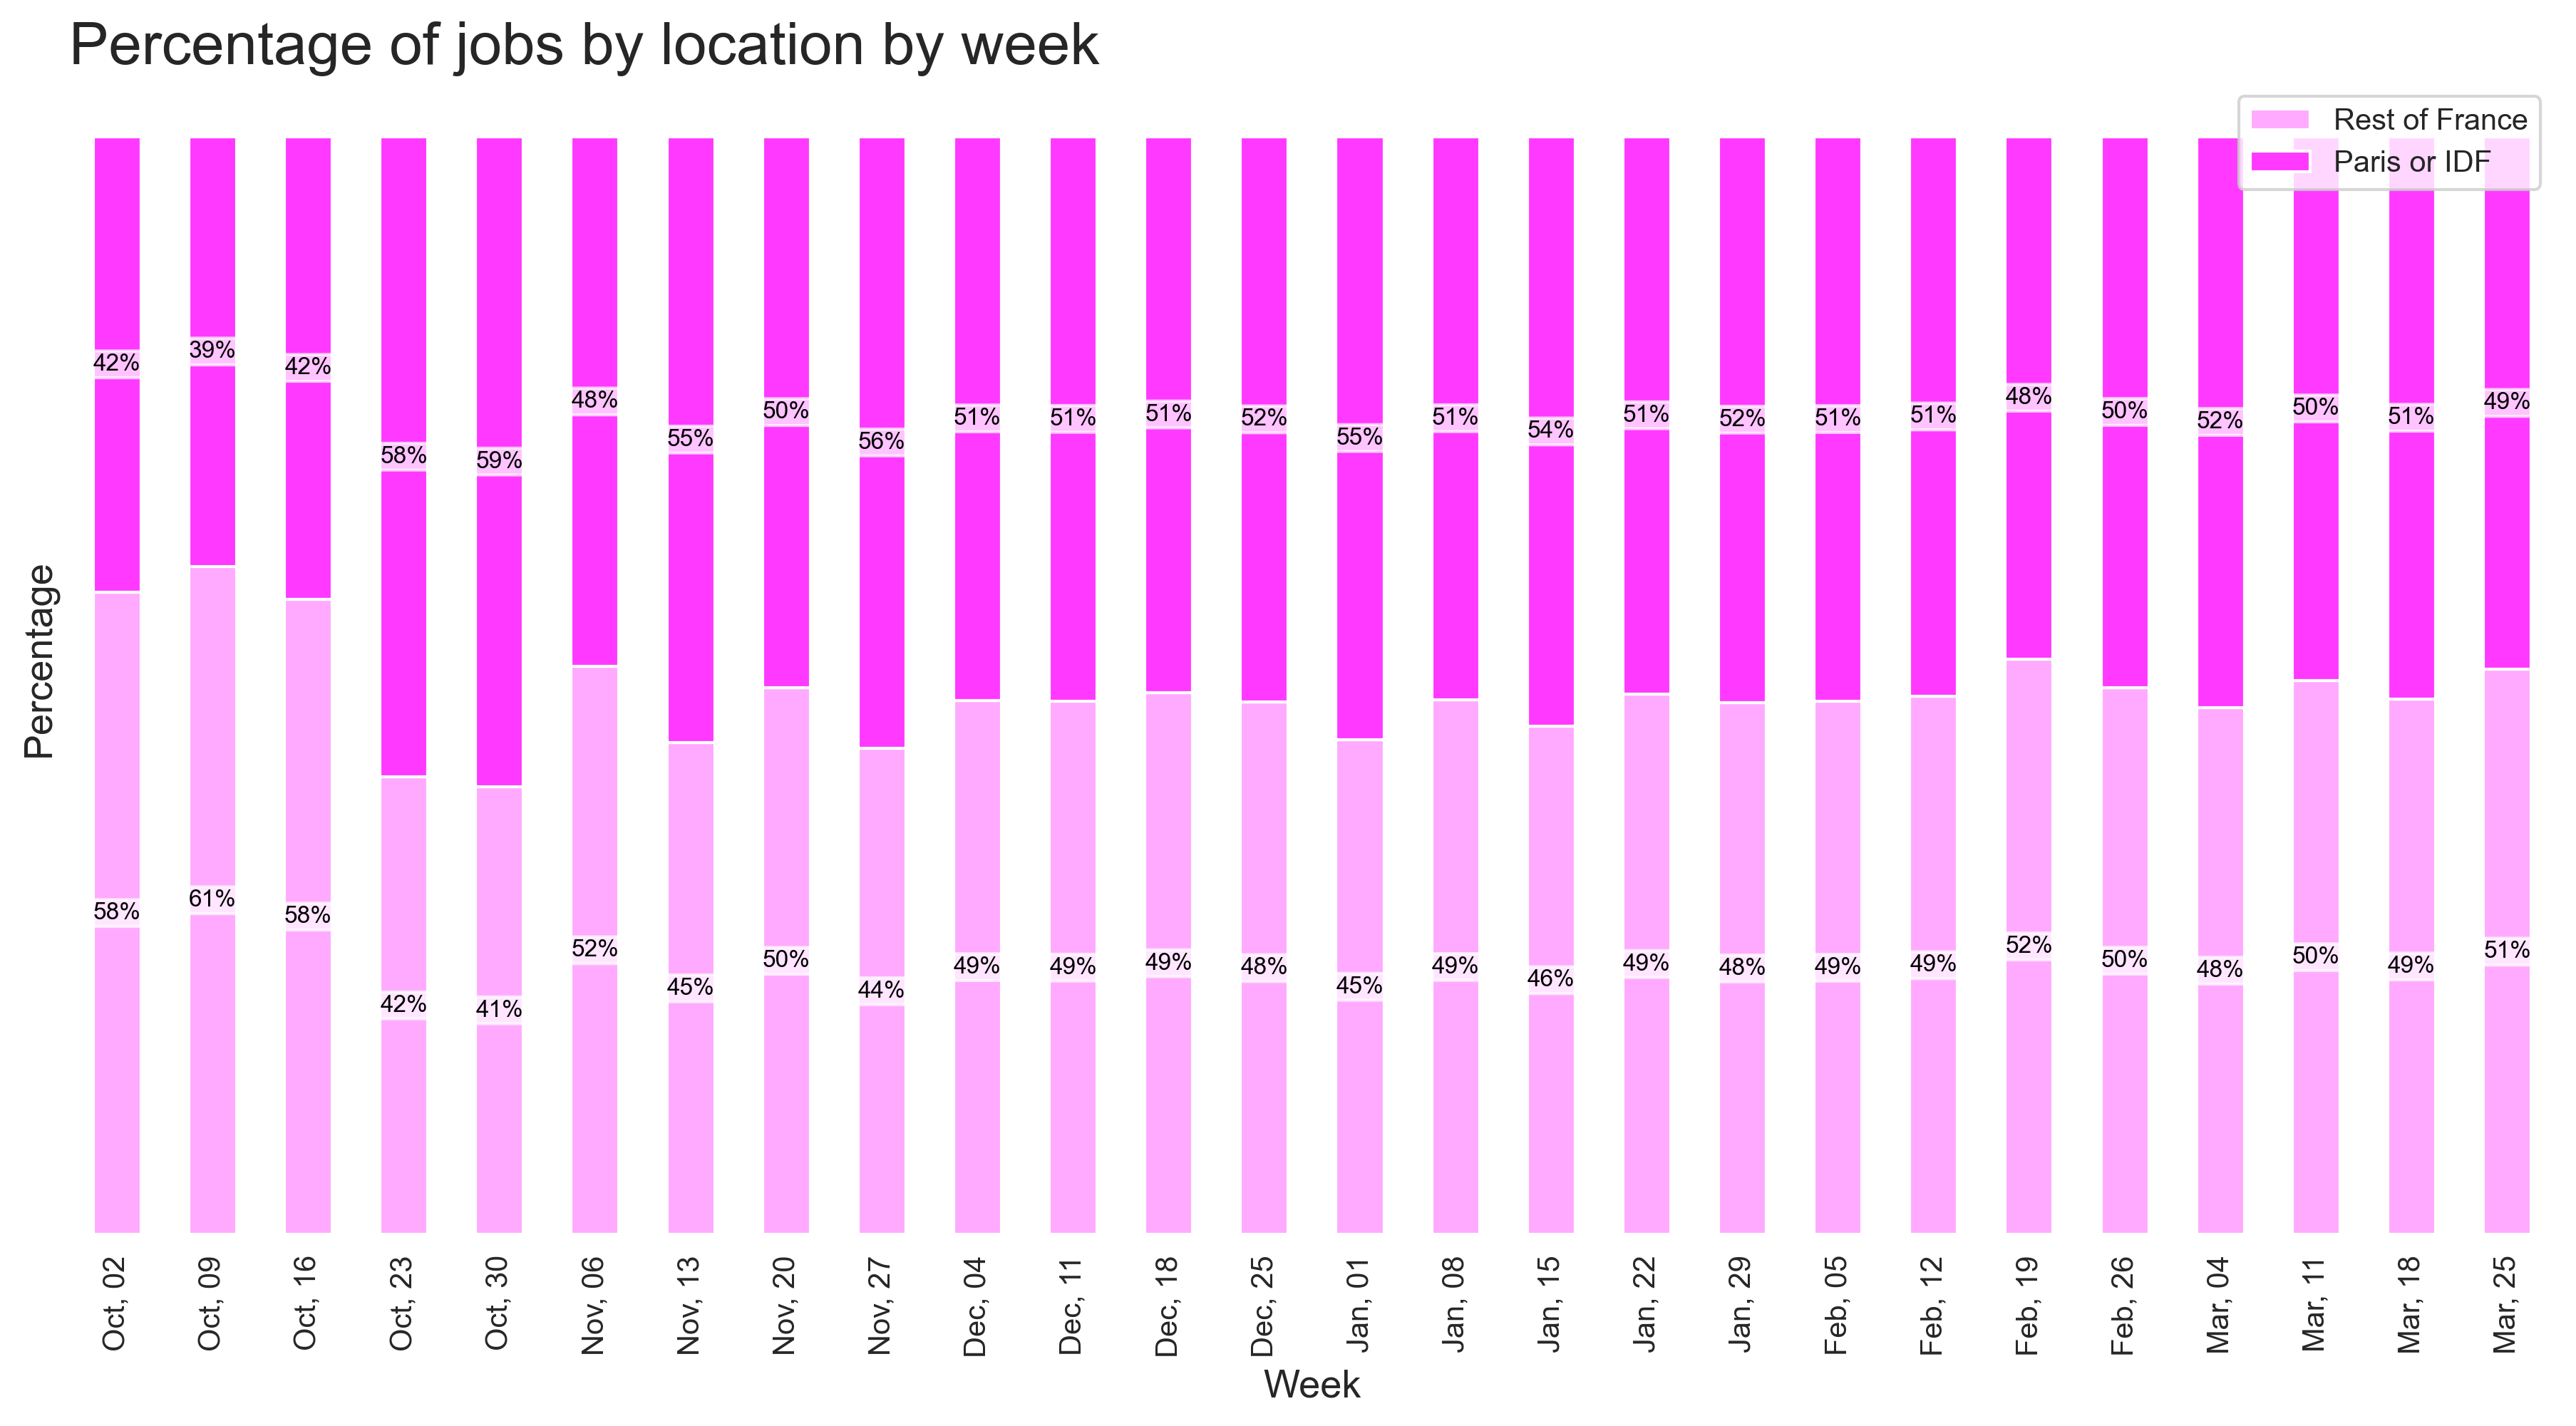 Percentage of jobs by location by week
Rest of France
Paris or IDF
Percentage
42% 39% 42% 58% 59% 48% 55% 50% 56% 51% 51% 51% 52% 55% 51% 54% 51% 52% 51% 51% 48% 50% 52% 50% 51% 49%
58% 61% 58% 42% 41% 52% 45% 50% 44% 49% 49% 49% 48% 45% 49% 46% 49% 48% 49% 49% 52% 50% 48% 50% 49% 51%
Oct, 02
Oct, 09
Oct, 16
Oct, 23
Oct, 30
Nov, 06
Nov, 13
Nov, 20
Nov, 27
Dec, 04
Dec, 11
Dec, 18
Dec, 25
Jan, 01
Jan, 08
Jan, 15
Jan, 22
Jan, 29
Feb, 05
Feb, 12
Feb, 19
Feb, 26
Mar, 04
Mar, 11
Mar, 18
Mar, 25
Week